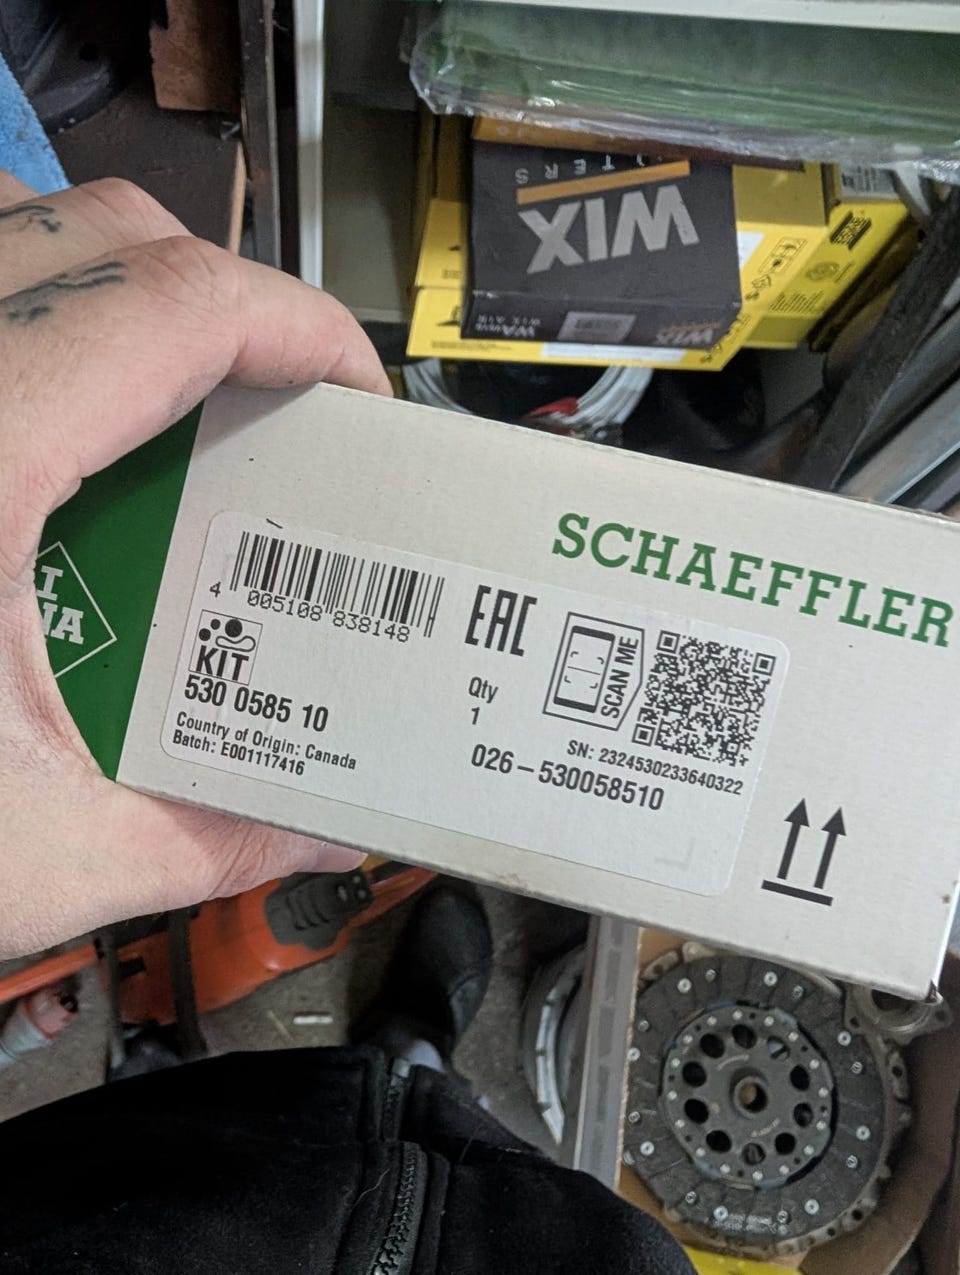 WIX
FILTERS
WIX
SCHAEFFLER
I
NA
4 005108 838148
EAC
SCAN ME
KIT
530 0585 10
Qty
1
Country of Origin: Canada
Batch: E001117416
SN: 2324530233640322
026-530058510